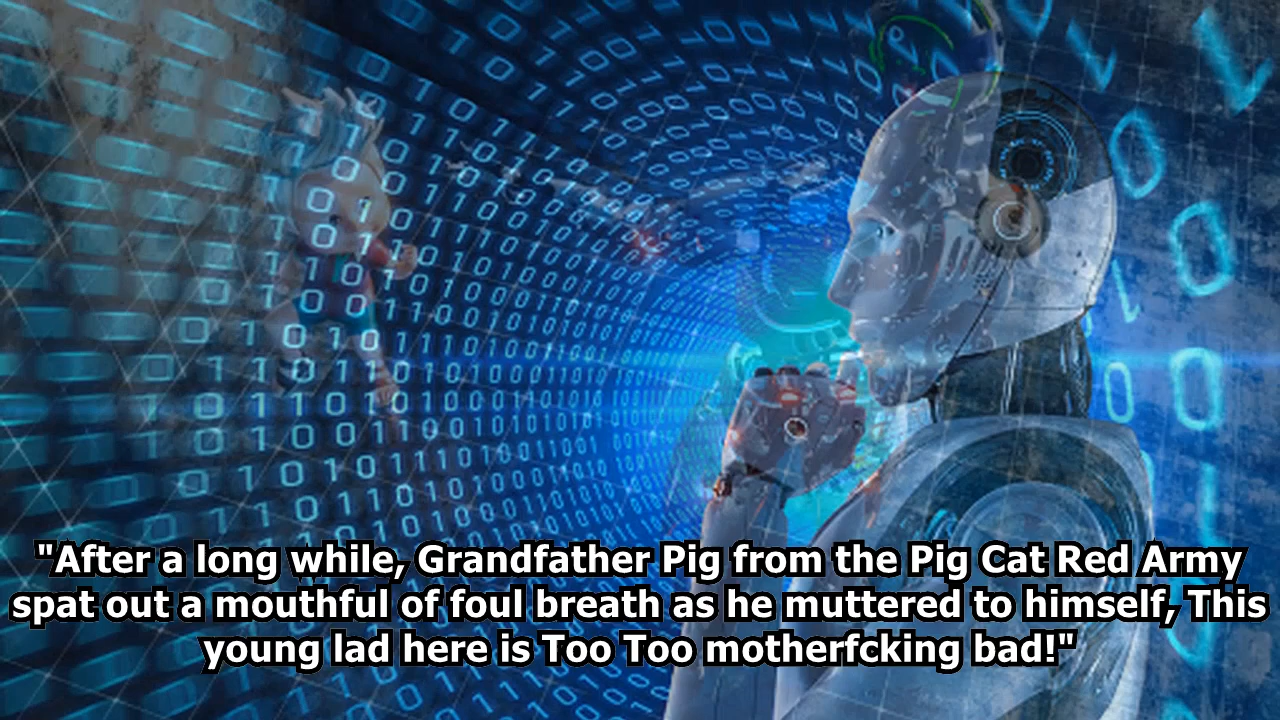 "After a long while, Grandfather Pig from the Pig Cat Red Army
spat out a mouthful of foul breath as he muttered to himself, This
young lad here is Too Too motherfcking bad!"